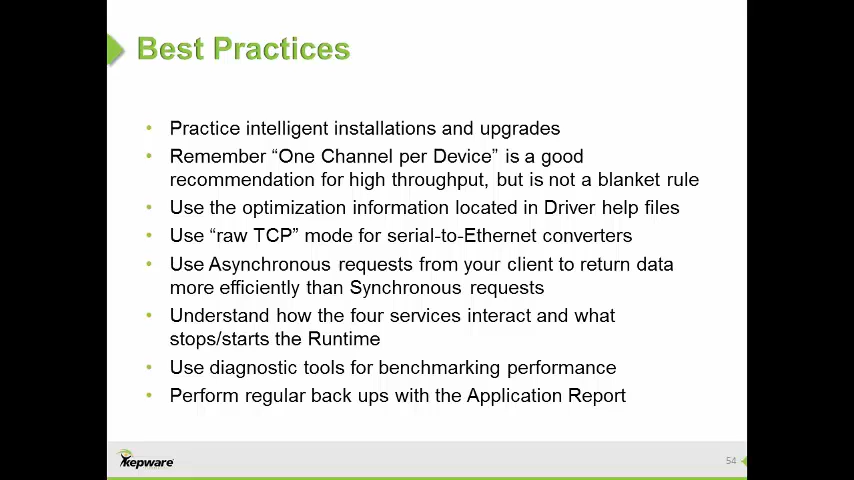 Best Practices
• Practice intelligent installations and upgrades
• Remember “One Channel per Device” is a good
recommendation for high throughput, but is not a blanket rule
• Use the optimization information located in Driver help files
• Use “raw TCP” mode for serial-to-Ethernet converters
• Use Asynchronous requests from your client to return data
more efficiently than Synchronous requests
• Understand how the four services interact and what
stops/starts the Runtime
• Use diagnostic tools for benchmarking performance
• Perform regular back ups with the Application Report
kepware
54